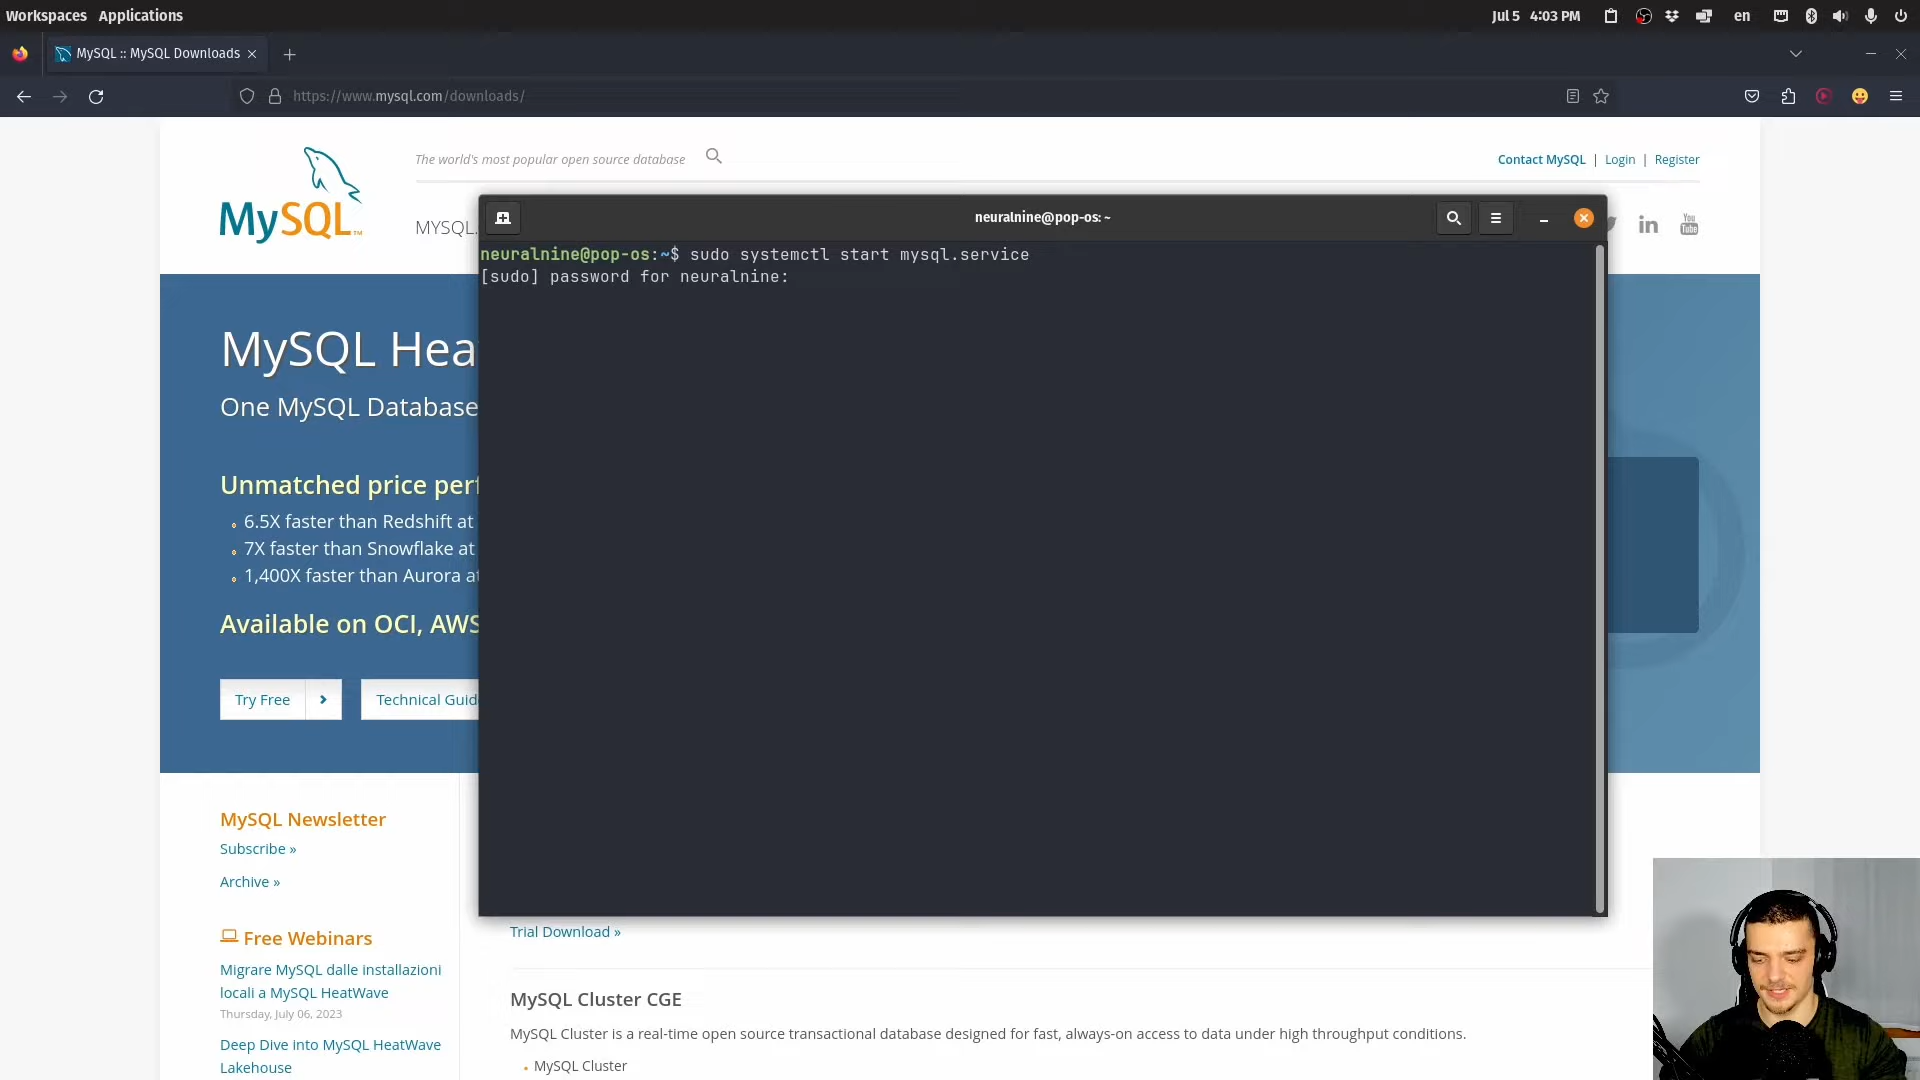 Workspaces Applications
Jul 5 4:03 PM
en
MySQL :: MySQL Downloads
https://www.mysql.com/downloads/
The world's most popular open source database
Contact MySQL | Login | Register
MySQL™
MYSQL.
You
Tube
neuralnine@pop-os: ~
neuralnine@pop-os:~$ sudo systemctl start mysql.service
[sudo] password for neuralnine:
MySQL Hea
One MySQL Database
Unmatched price perf
6.5X faster than Redshift at
7X faster than Snowflake at
1,400X faster than Aurora at
Available on OCI, AWS
Try Free
Technical Guid
MySQL Newsletter
Subscribe »
Archive »
Free Webinars
Migrare MySQL dalle installazioni
locali a MySQL HeatWave
Thursday, July 06, 2023
Deep Dive into MySQL HeatWave
Lakehouse
Trial Download »
MySQL Cluster CGE
MySQL Cluster is a real-time open source transactional database designed for fast, always-on access to data under high throughput conditions.
MySQL Cluster